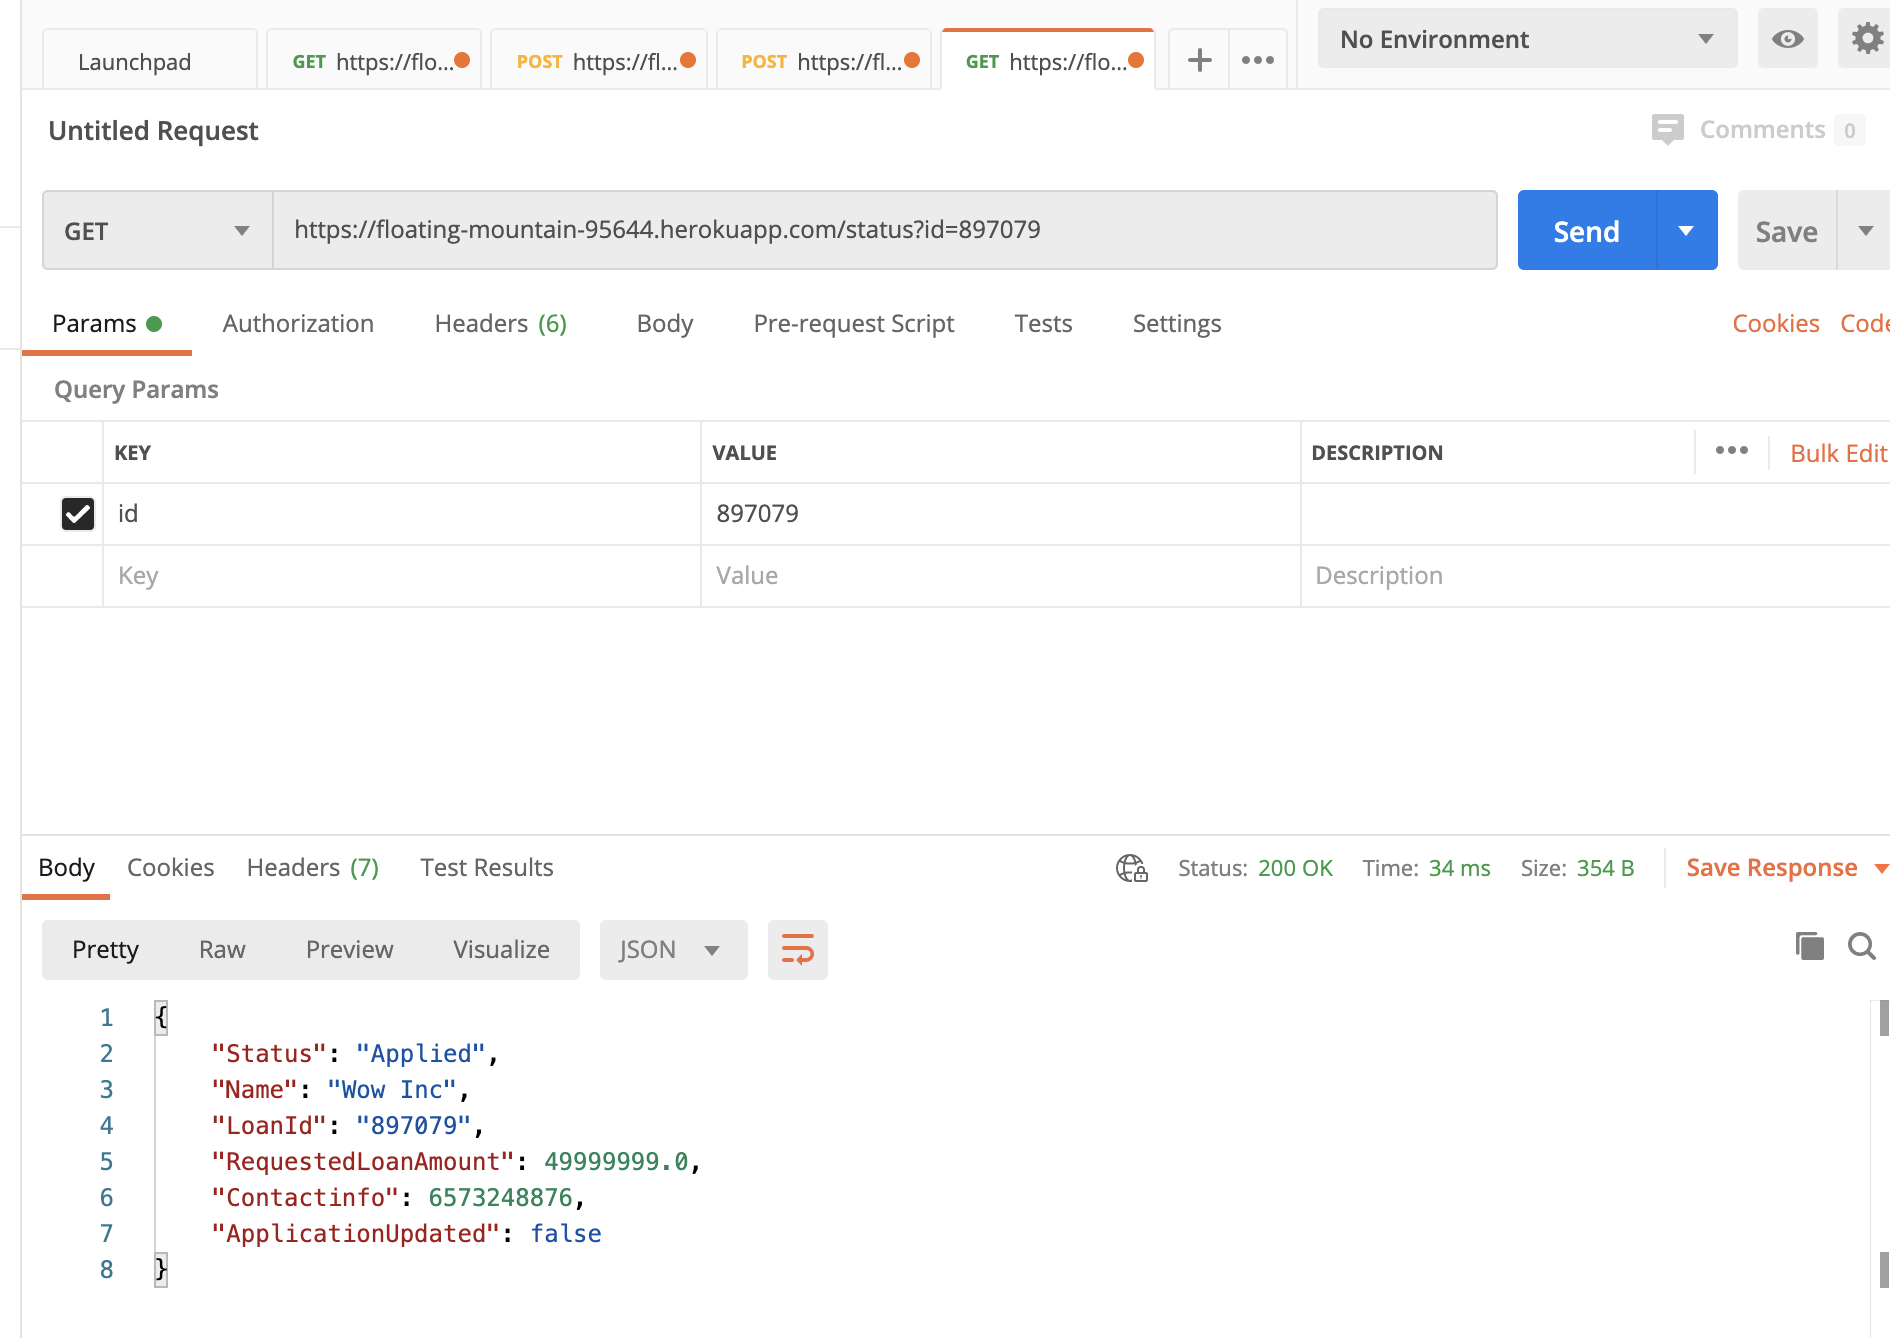 Launchpad
GET https://flo...
POST https://fl...
POST https://fl...
GET https://flo...
No Environment
Untitled Request
Comments 0
GET
https://floating-mountain-95644.herokuapp.com/status?id=897079
Send
Save
Params
Authorization
Headers (6)
Body
Pre-request Script
Tests
Settings
Cookies
Code
Query Params
KEY
VALUE
DESCRIPTION
Bulk Edit
id
897079
Key
Value
Description
Body
Cookies
Headers (7)
Test Results
Status: 200 OK
Time: 34 ms
Size: 354 B
Save Response
Pretty
Raw
Preview
Visualize
JSON
1 {
2 "Status": "Applied",
3 "Name": "Wow Inc",
4 "LoanId": "897079",
5 "RequestedLoanAmount": 49999999.0,
6 "Contactinfo": 6573248876,
7 "ApplicationUpdated": false
8 }